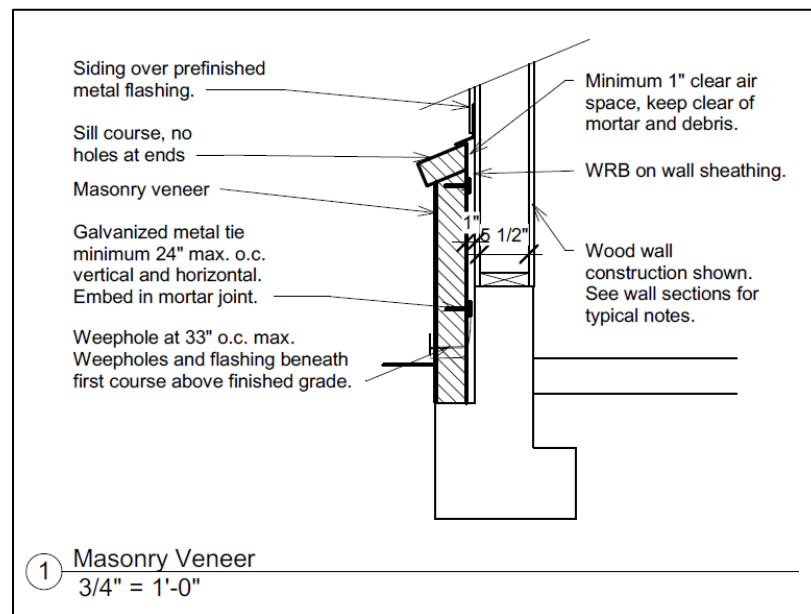 Siding over prefinished
metal flashing.
Sill course, no
holes at ends
Masonry veneer
Galvanized metal tie
minimum 24" max. o.c.
vertical and horizontal.
Embed in mortar joint.
Weephole at 33" o.c. max.
Weepholes and flashing beneath
first course above finished grade.
Minimum 1" clear air
space, keep clear of
mortar and debris.
WRB on wall sheathing.
1"
5 1/2"
Wood wall
construction shown.
See wall sections for
typical notes.
1
Masonry Veneer
3/4" = 1'-0"